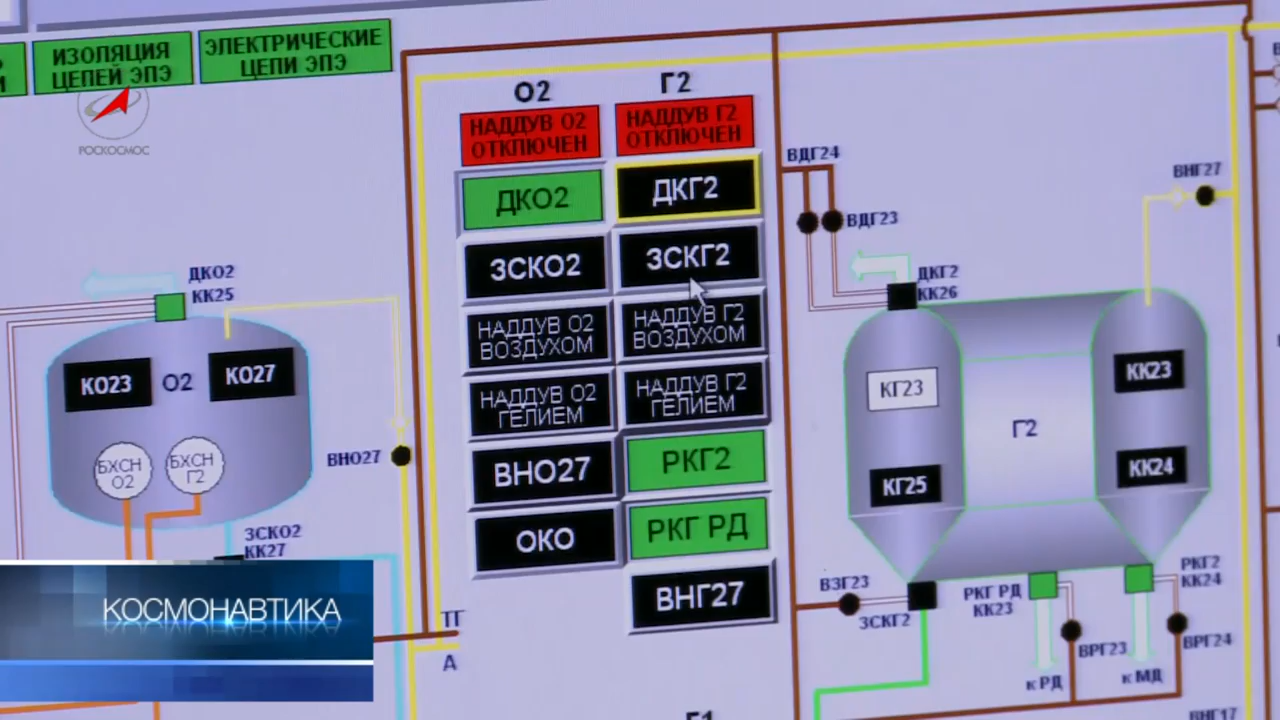 ИЗОЛЯЦИЯ
ЦЕПЕЙ ЭПЭ
ЭЛЕКТРИЧЕСКИЕ
ЦЕПИ ЭПЭ
РОСКОСМОС
О2
Г2
НАДДУВ О2
ОТКЛЮЧЕН
НАДДУВ Г2
ОТКЛЮЧЕН
ДКО2
ДКГ2
ЗСКО2
ЗСКГ2
НАДДУВ О2
ВОЗДУХОМ
НАДДУВ Г2
ВОЗДУХОМ
НАДДУВ О2
ГЕЛИЕМ
НАДДУВ Г2
ГЕЛИЕМ
ВНО27
РКГ2
ОКО
РКГ РД
ВНГ27
ДКО2
КК25
КО23
О2
КО27
БХСН
О2
БХСН
Г2
ВНО27
ЗСКО2
КК27
ТГ
А
ВДГ24
ВДГ23
ВНГ27
ДКГ2
КК26
КГ23
КК23
Г2
КГ25
КК24
ВЗГ23
ЗСКГ2
РКГ РД
КК23
РКГ2
КК24
ВРГ23
ВРГ24
к РД
к МД
ВНГ17
Г1
КОСМОНАВТИКА